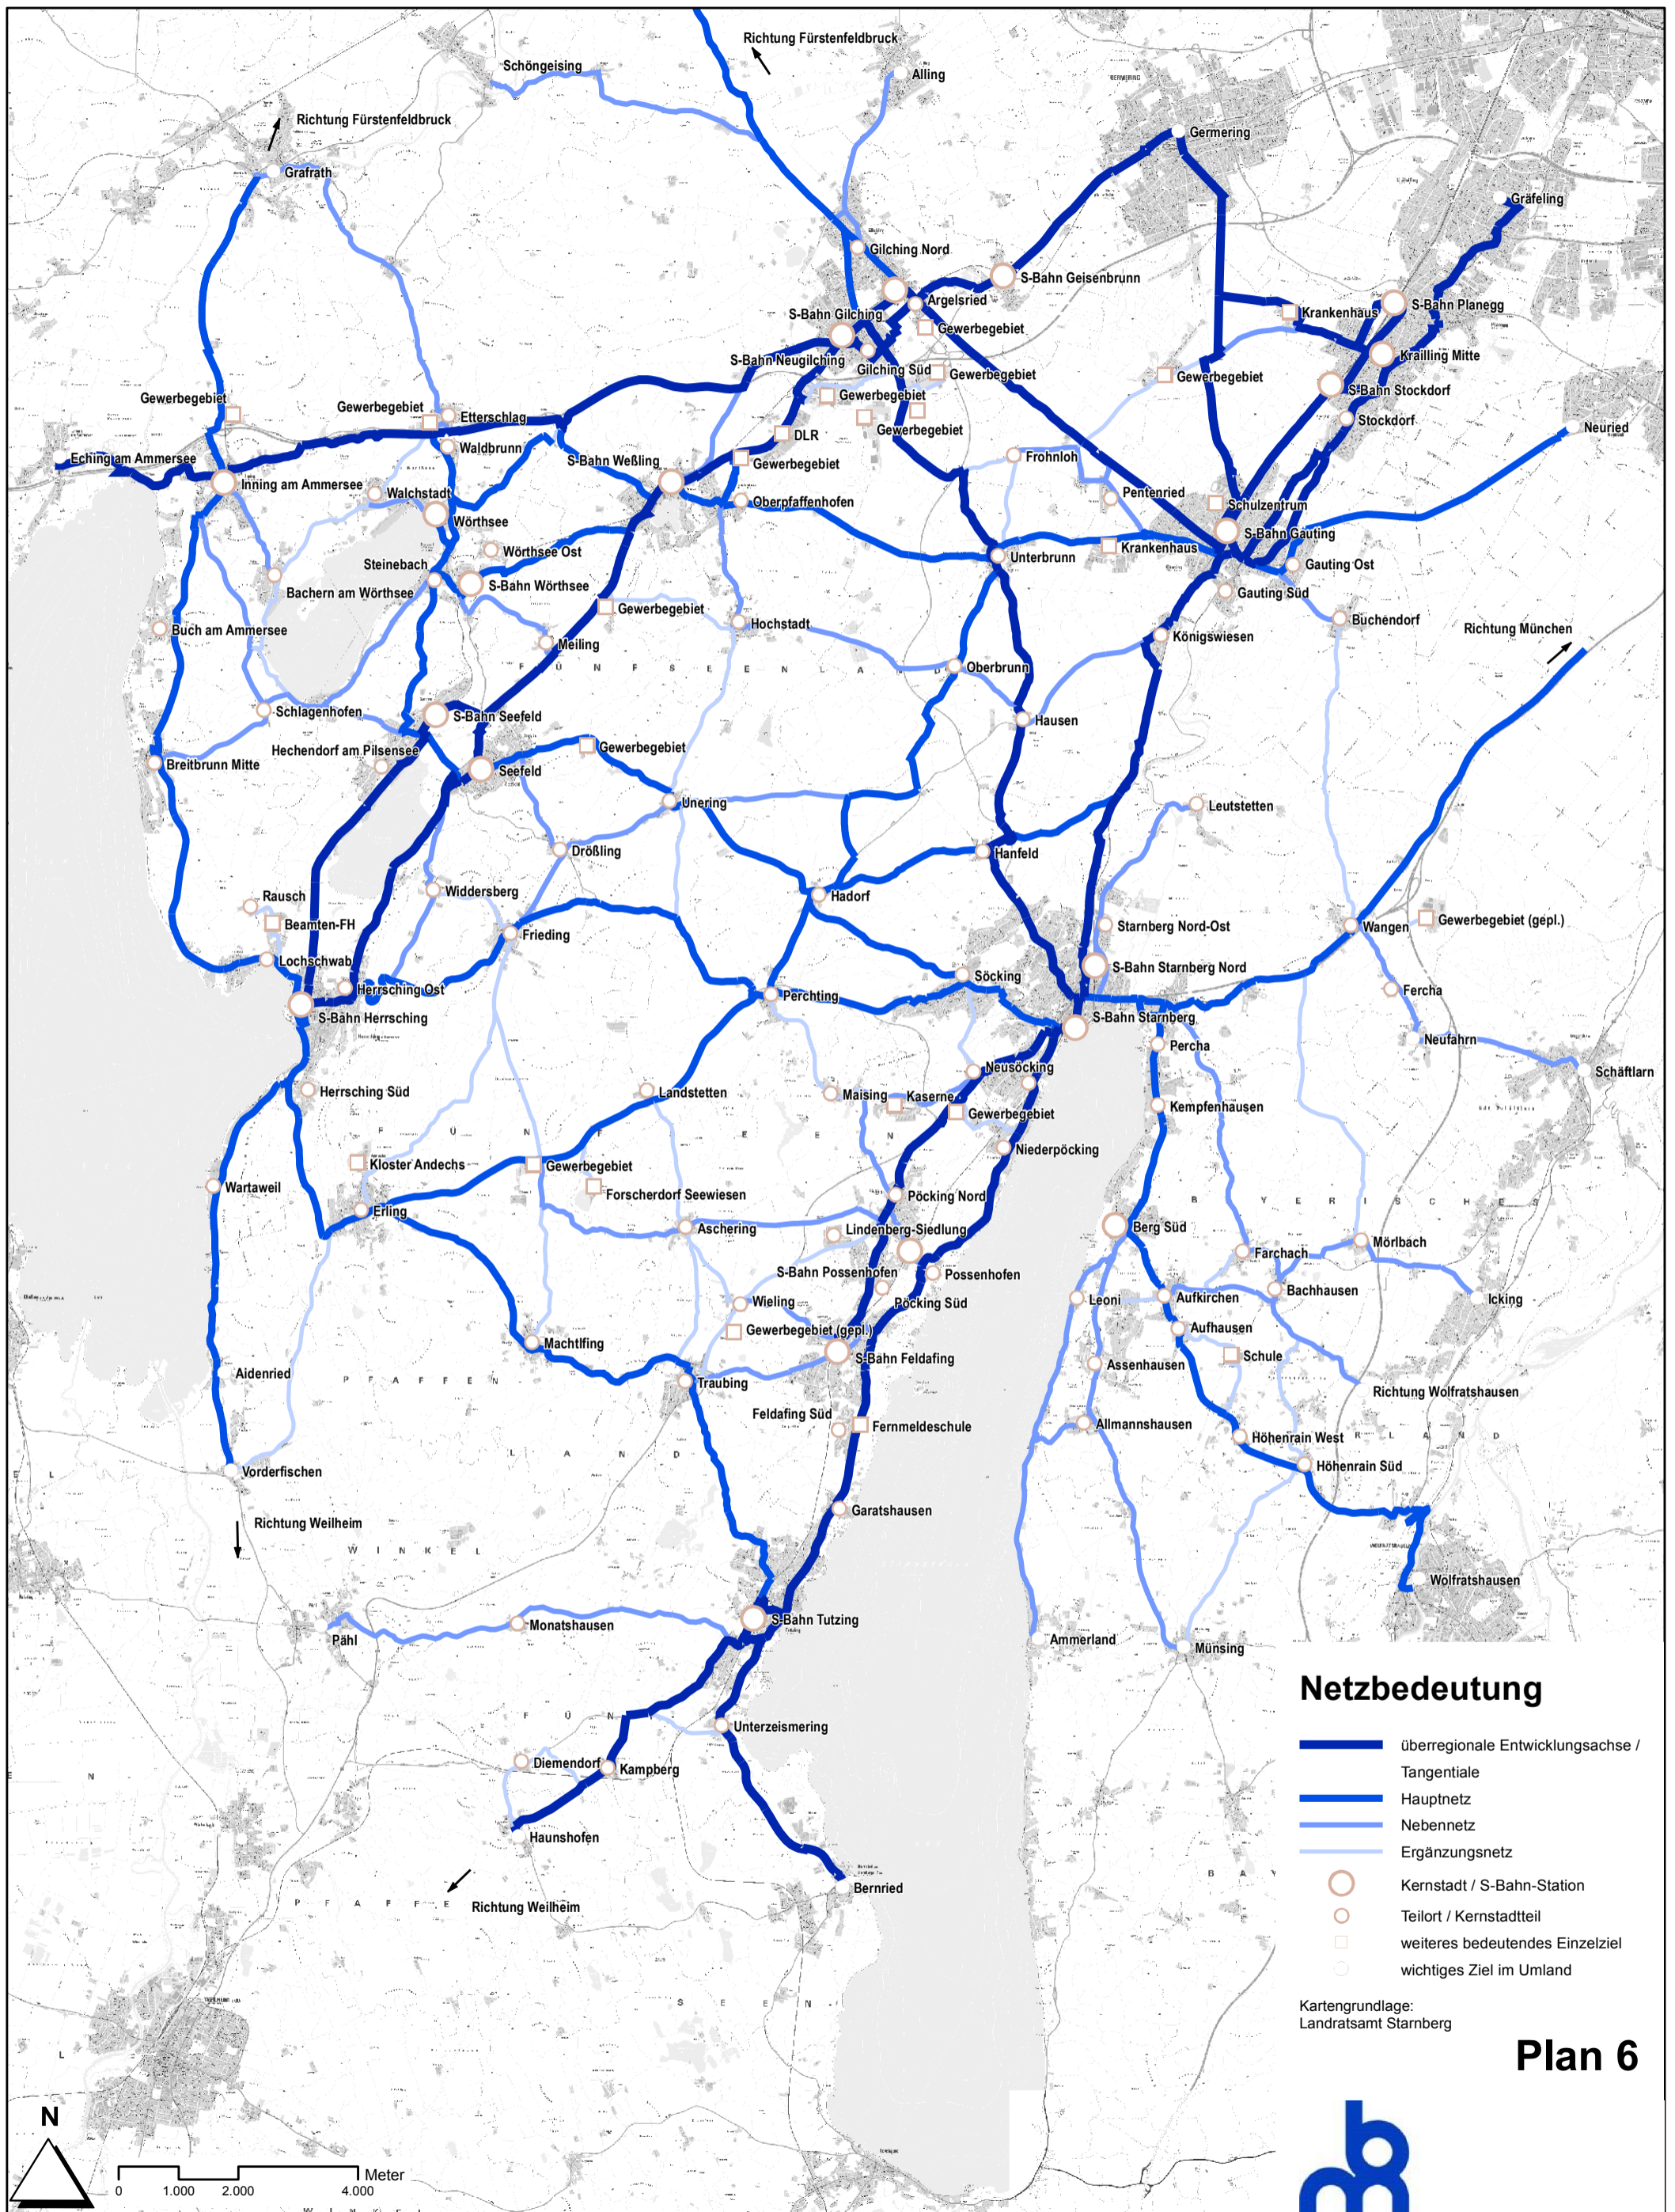 Richtung Fürstenfeldbruck
Schöngeising
Alling
Richtung Fürstenfeldbruck
Germering
Grafrath
Gräfeling
Gilching Nord
S-Bahn Geisenbrunn
Argelsried
S-Bahn Planegg
Krankenhaus
S-Bahn Gilching
Gewerbegebiet
S-Bahn Neugilching
Krailling Mitte
Gilching Süd
Gewerbegebiet
Gewerbegebiet
S-Bahn Stockdorf
Gewerbegebiet
Gewerbegebiet
Gewerbegebiet
Etterschlag
Stockdorf
Neuried
Gewerbegebiet
DLR
Waldbrunn
Eching am Ammersee
S-Bahn Weßling
Gewerbegebiet
Frohnloh
Inning am Ammersee
Walchstadt
Pentenried
Oberpfaffenhofen
Schulzentrum
Wörthsee
S-Bahn Gauting
Wörthsee Ost
Krankenhaus
Unterbrunn
Steinebach
Gauting Ost
S-Bahn Wörthsee
Bachern am Wörthsee
Gauting Süd
Gewerbegebiet
Buchendorf
Hochstadt
Buch am Ammersee
Richtung München
Königswiesen
Meiling
F Ü N F S E E N L A N D
Oberbrunn
Schlagenhofen
S-Bahn Seefeld
Hausen
Hechendorf am Pilsensee
Gewerbegebiet
Breitbrunn Mitte
Seefeld
Unering
Leutstetten
Drößling
Hanfeld
Widdersberg
Rausch
Hadorf
Beamten-FH
Gewerbegebiet (gepl.)
Starnberg Nord-Ost
Wangen
Frieding
Lochschwab
S-Bahn Starnberg Nord
Söcking
Herrsching Ost
Fercha
Perchting
S-Bahn Herrsching
S-Bahn Starnberg
Neufahrn
Percha
Neusöcking
Schäftlarn
Herrsching Süd
Landstetten
Maising
Kaserne
Kempfenhausen
Gewerbegebiet
F Ü N F S E E N
Niederpöcking
Kloster Andechs
Gewerbegebiet
Wartaweil
Forscherdorf Seewiesen
Pöcking Nord
B A Y E R I S C H E S
Erling
Aschering
Lindenberg-Siedlung
Berg Süd
Mörlbach
Farchach
S-Bahn Possenhofen
Possenhofen
Bachhausen
Wieling
Pöcking Süd
Leoni
Aufkirchen
Icking
Gewerbegebiet (gepl.)
Aufhausen
Machtlfing
S-Bahn Feldafing
Schule
Assenhausen
Aidenried
P F A F F E N
Traubing
Richtung Wolfratshausen
Feldafing Süd
Fernmeldeschule
Allmannshausen
Höhenrain West
R L A N D
L A N D
Höhenrain Süd
Vorderfischen
Garatshausen
Richtung Weilheim
W I N K E L
Wolfratshausen
S-Bahn Tutzing
Monatshausen
Pähl
Ammerland
Münsing
F Ü N
Unterzeismering
Diemendorf
Kampberg
Haunshofen
Bernried
P F A F F E
Richtung Weilheim
B A Y
S E E N
Netzbedeutung
überregionale Entwicklungsachse /
Tangentiale
Hauptnetz
Nebennetz
Ergänzungsnetz
Kernstadt / S-Bahn-Station
Teilort / Kernstadtteil
weiteres bedeutendes Einzelziel
wichtiges Ziel im Umland
Kartengrundlage:
Landratsamt Starnberg
Plan 6
N
Meter
0 1.000 2.000 4.000